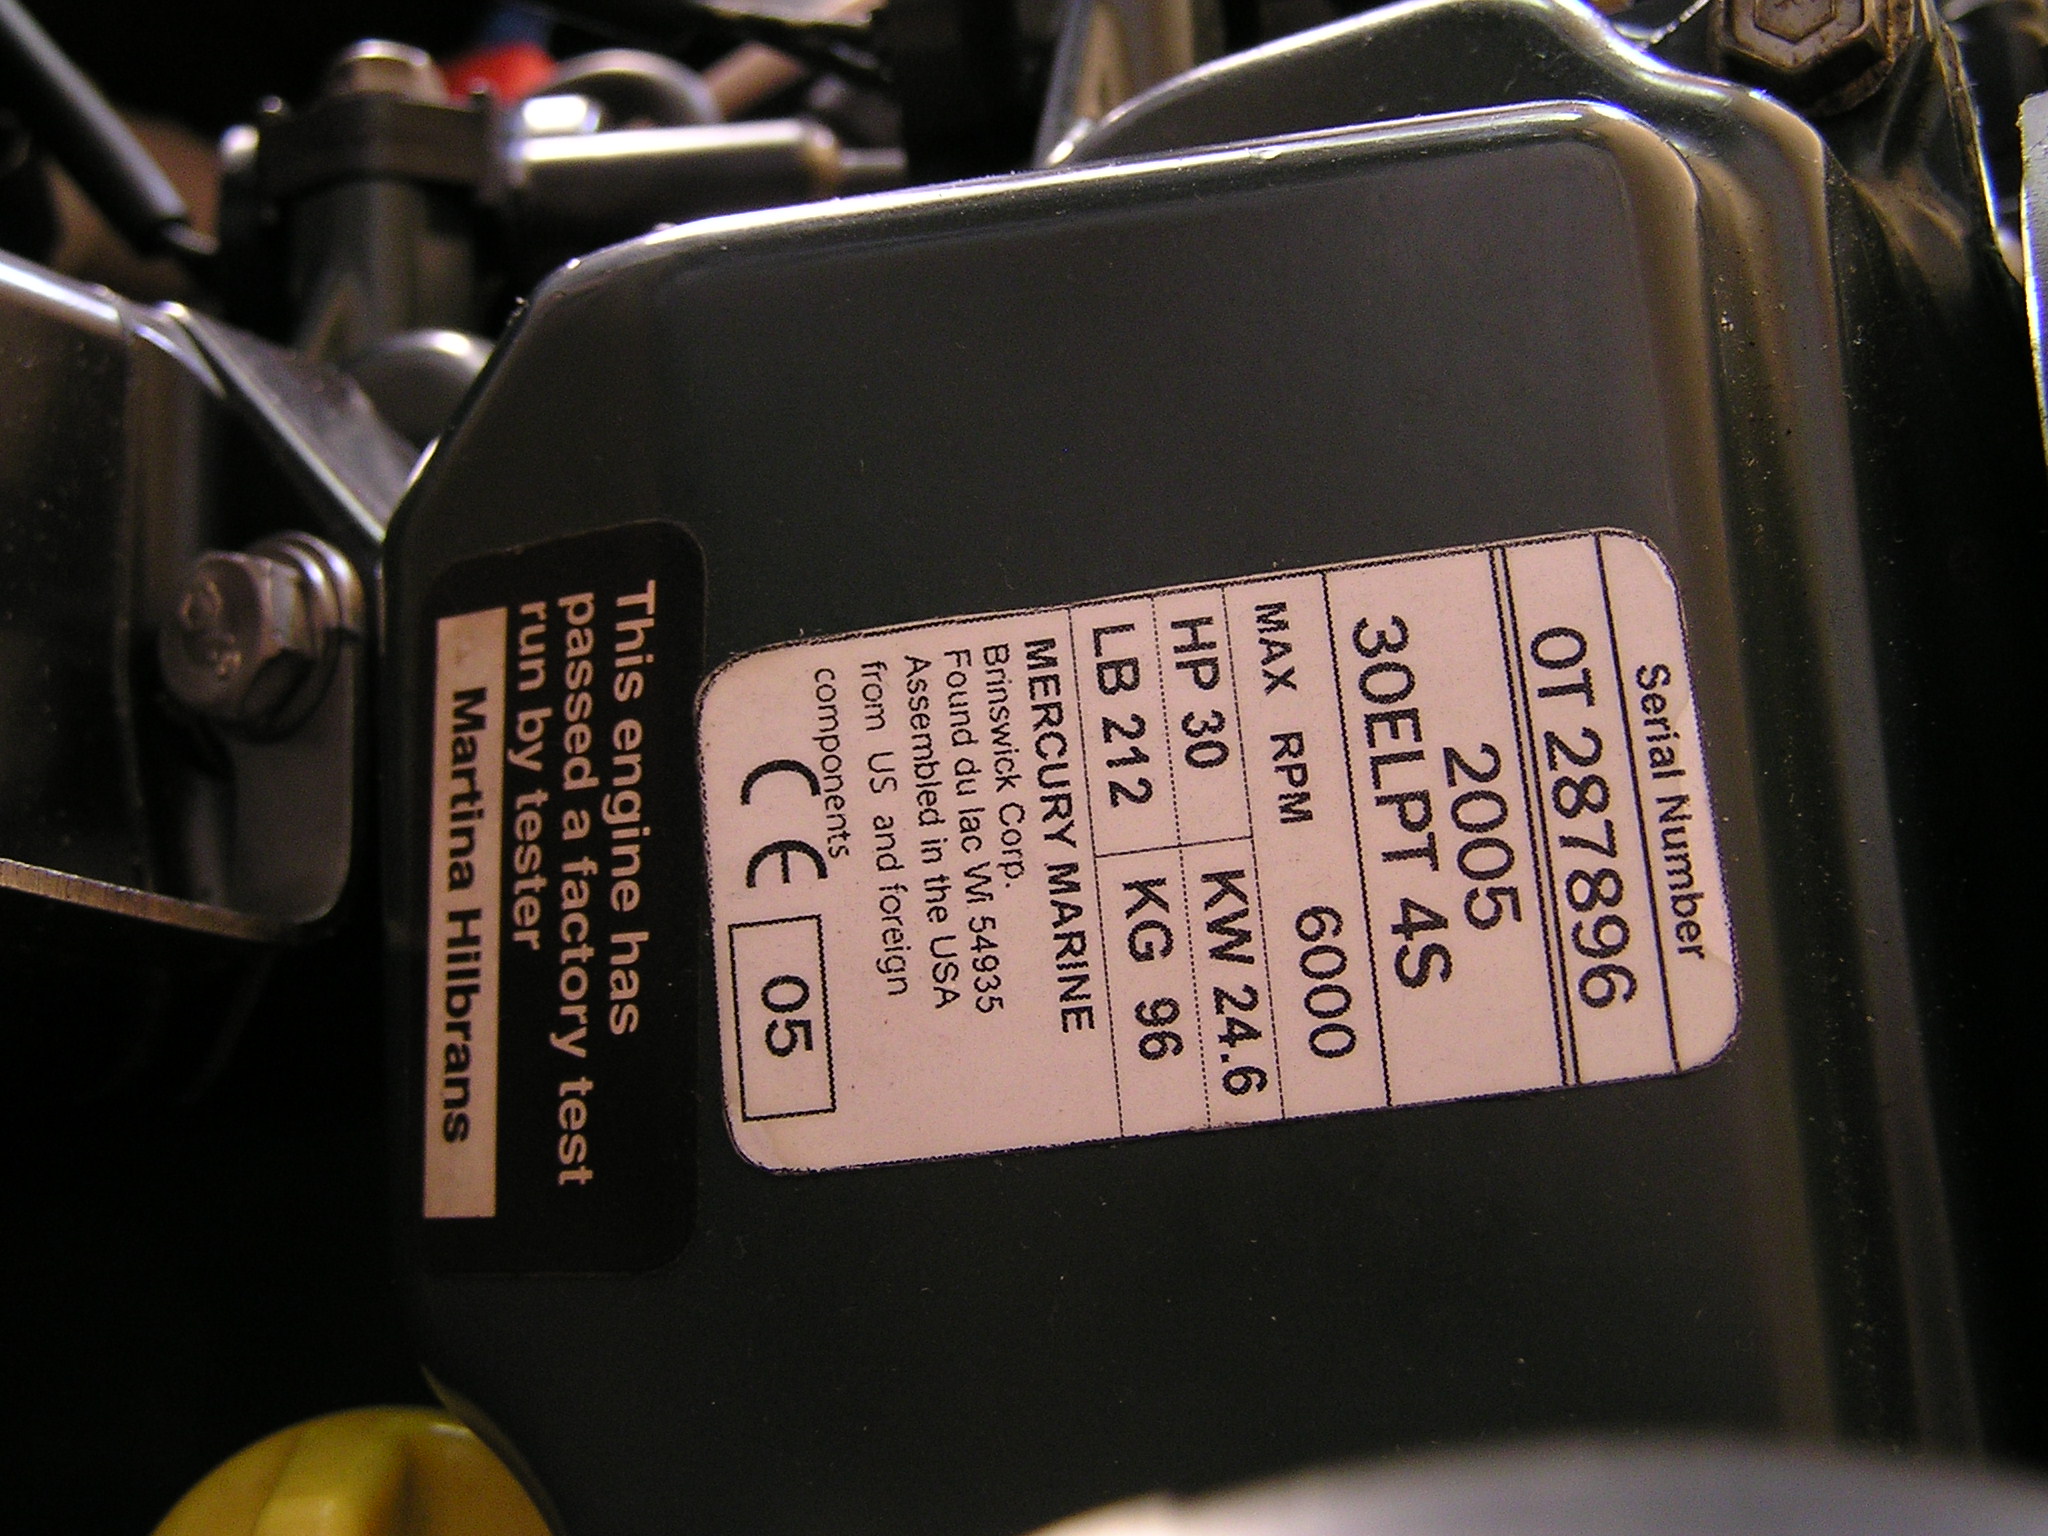 Serial Number
0T 287896
2005
30ELPT 4S
MAX RPM 6000
HP 30 KW 24.6
LB 212 KG 96
MERCURY MARINE
Brinswick Corp.
Found du lac Wi 54935
Assembled in the USA
from US and foreign
components
CE 05
This engine has
passed a factory test
run by tester
Martina Hilbrans